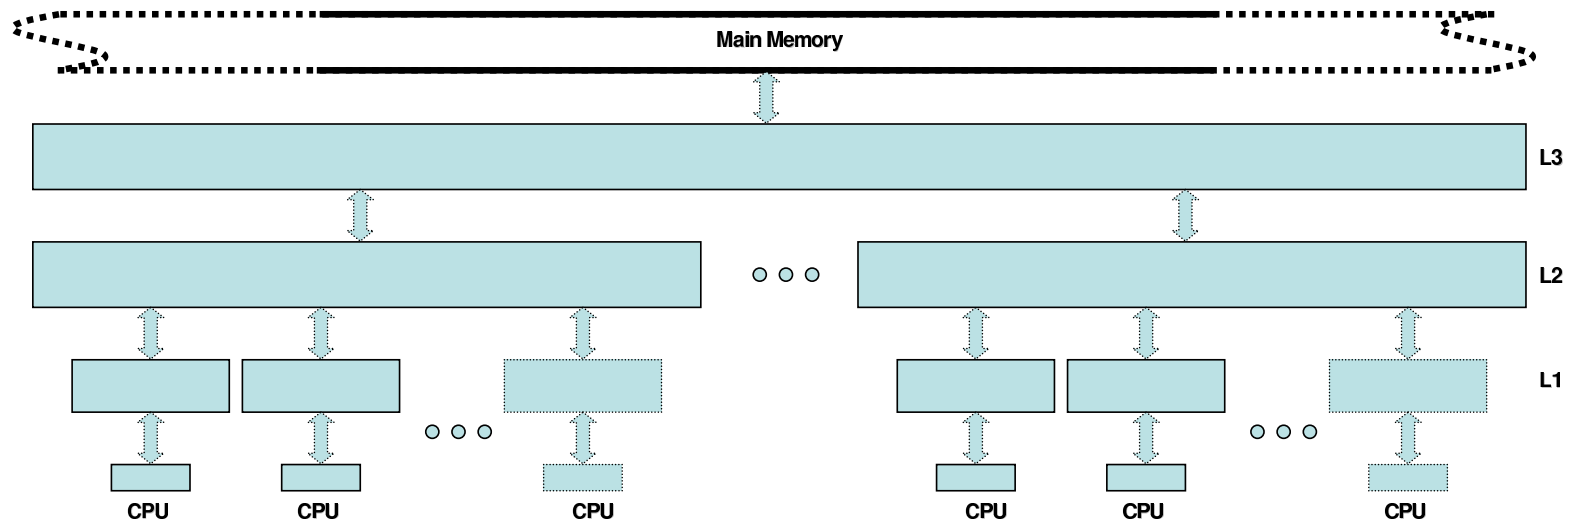 Main Memory
L3
L2
L1
CPU CPU CPU CPU CPU CPU